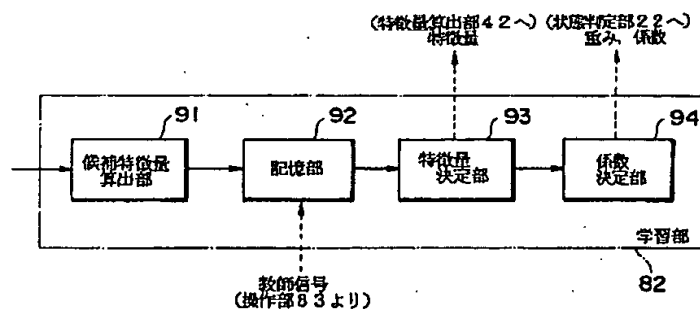 (特徴量算出部42へ)
特徴量
(状態判定部22へ)
重み、係数
91
92
93
94
候補特徴量
算出部
記憶部
特徴量
決定部
係数
決定部
学習部
82
教師信号
(操作部83より)